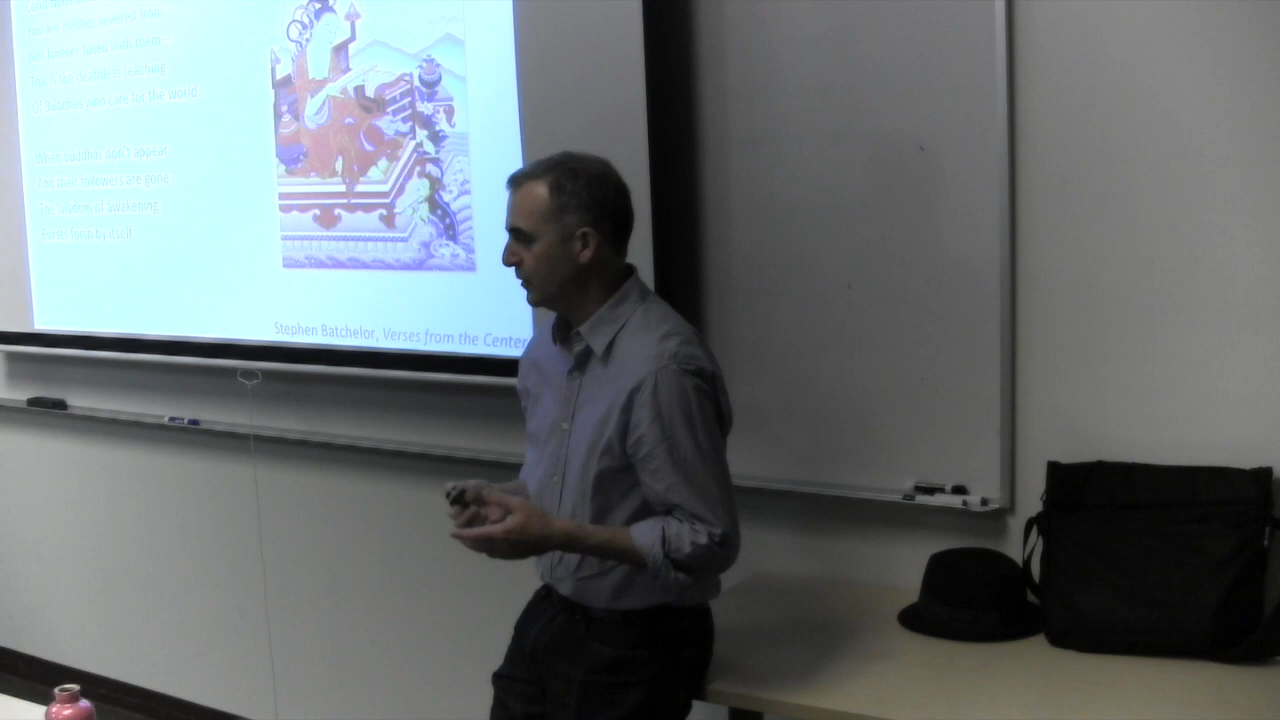 You are neither severed from
Nor forever fused with them---
This is the deathless teaching
Of Buddhas who care for the world.
When buddhas don't appear
And their followers are gone
The wisdom of awakening
Bursts forth by itself.
Stephen Batchelor, Verses from the Center